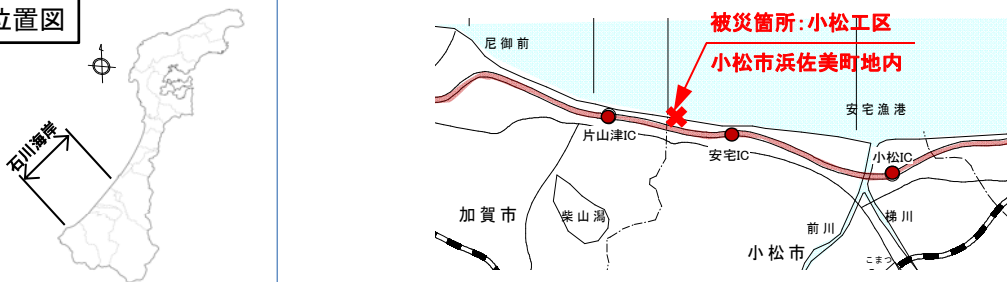 位置図
石川海岸
被災箇所：小松工区
小松市浜佐美町地内
尼御前
安宅漁港
片山津IC
安宅IC
小松IC
加賀市
柴山潟
前川
梯川
小松市
こまつ